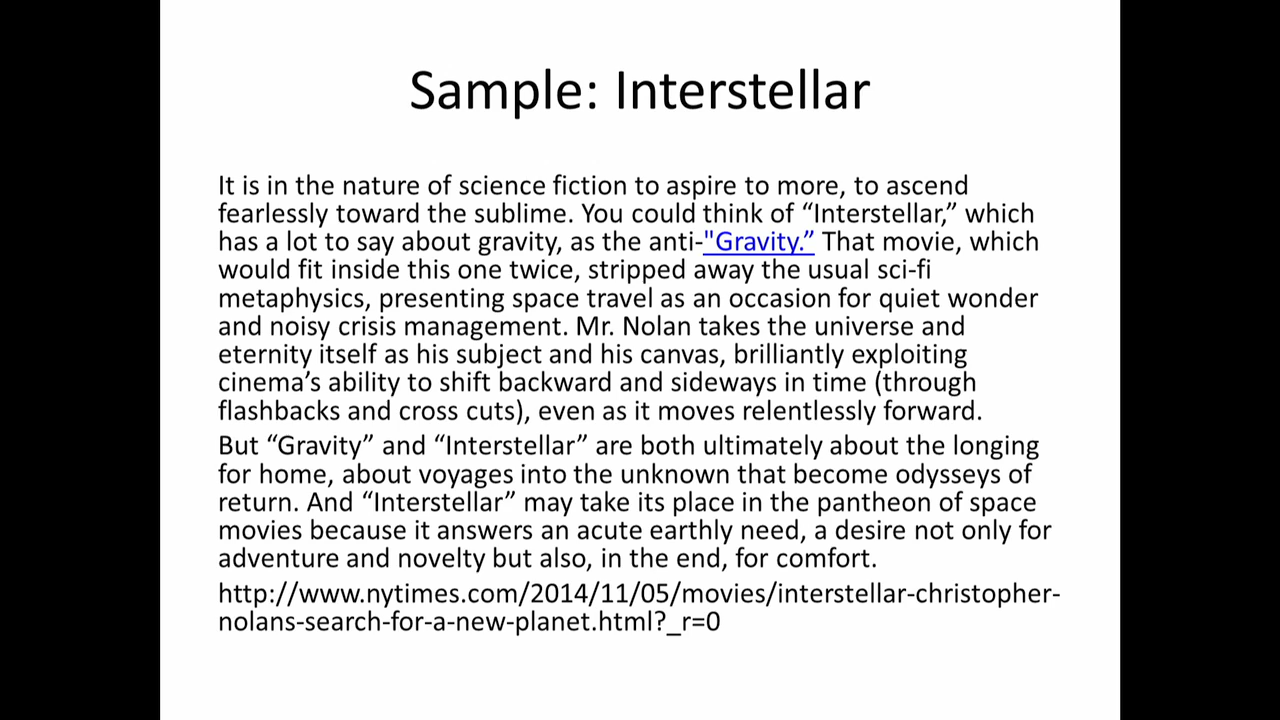 Sample: Interstellar
It is in the nature of science fiction to aspire to more, to ascend
fearlessly toward the sublime. You could think of “Interstellar,” which
has a lot to say about gravity, as the anti-"Gravity.” That movie, which
would fit inside this one twice, stripped away the usual sci-fi
metaphysics, presenting space travel as an occasion for quiet wonder
and noisy crisis management. Mr. Nolan takes the universe and
eternity itself as his subject and his canvas, brilliantly exploiting
cinema’s ability to shift backward and sideways in time (through
flashbacks and cross cuts), even as it moves relentlessly forward.
But “Gravity” and “Interstellar” are both ultimately about the longing
for home, about voyages into the unknown that become odysseys of
return. And “Interstellar” may take its place in the pantheon of space
movies because it answers an acute earthly need, a desire not only for
adventure and novelty but also, in the end, for comfort.
http://www.nytimes.com/2014/11/05/movies/interstellar-christopher-
nolans-search-for-a-new-planet.html?_r=0